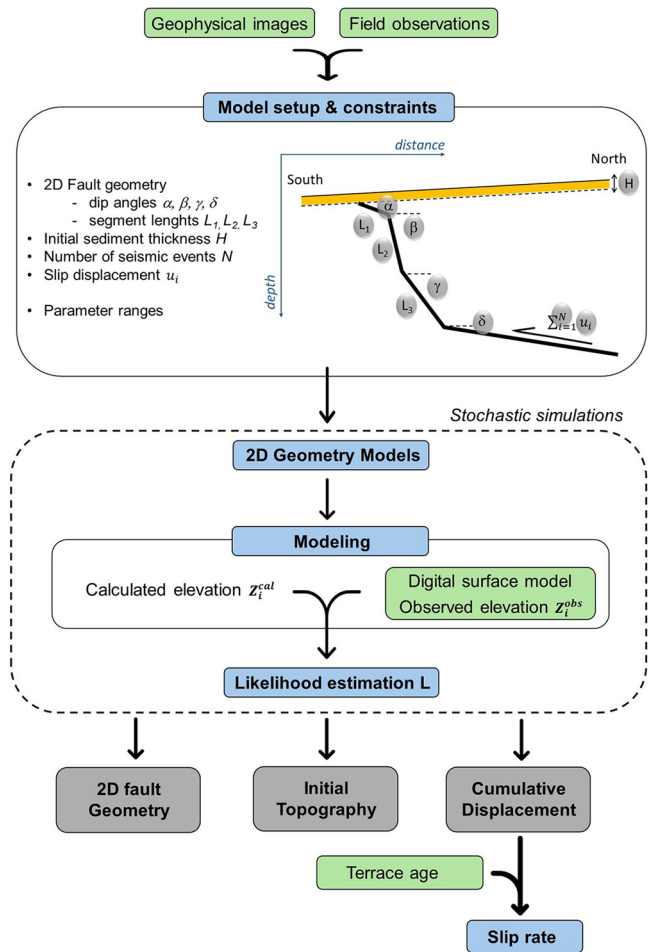 Geophysical images
Field observations
Model setup & constraints
distance
South
North
H
• 2D Fault geometry
- dip angles α, β, γ, δ
- segment lenghts L1, L2, L3
• Initial sediment thickness H
• Number of seismic events N
• Slip displacement ui
• Parameter ranges
α
L1
β
L2
γ
L3
δ
∑i=1^N ui
depth
Stochastic simulations
2D Geometry Models
Modeling
Calculated elevation Zi^cal
Digital surface model
Observed elevation Zi^obs
Likelihood estimation L
2D fault
Geometry
Initial
Topography
Cumulative
Displacement
Terrace age
Slip rate